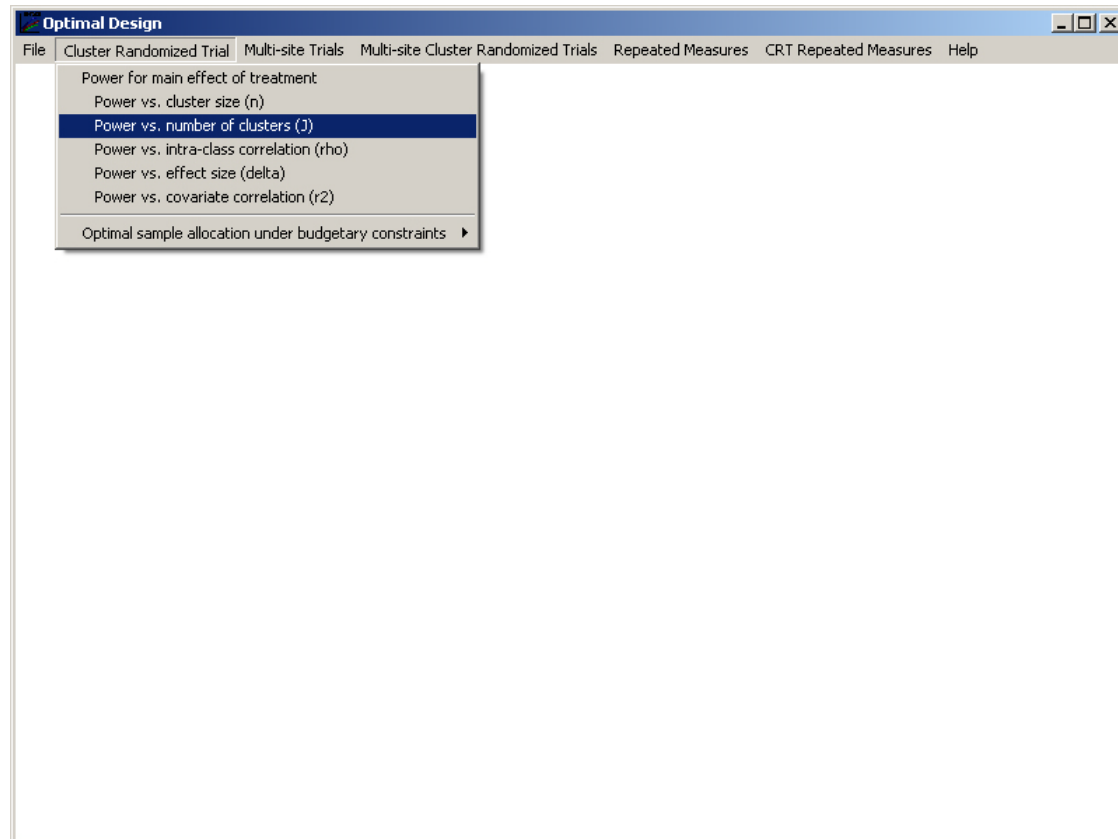 Optimal Design
File Cluster Randomized Trial Multi-site Trials Multi-site Cluster Randomized Trials Repeated Measures CRT Repeated Measures Help
Power for main effect of treatment
Power vs. cluster size (n)
Power vs. number of clusters (J)
Power vs. intra-class correlation (rho)
Power vs. effect size (delta)
Power vs. covariate correlation (r2)
Optimal sample allocation under budgetary constraints